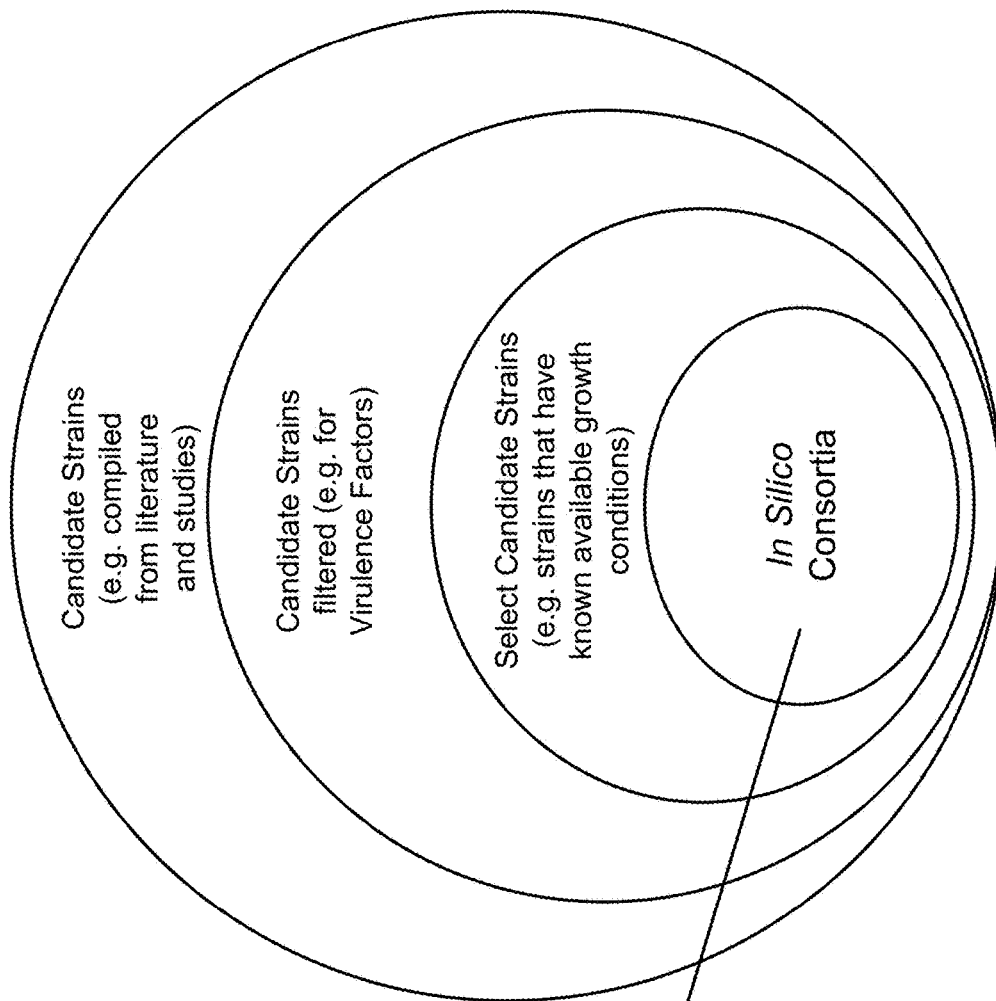 Candidate Strains
(e.g. compiled
from literature
and studies)
Candidate Strains
filtered (e.g. for
Virulence Factors)
Select Candidate Strains
(e.g. strains that have
known available growth
conditions)
In Silico
Consortia